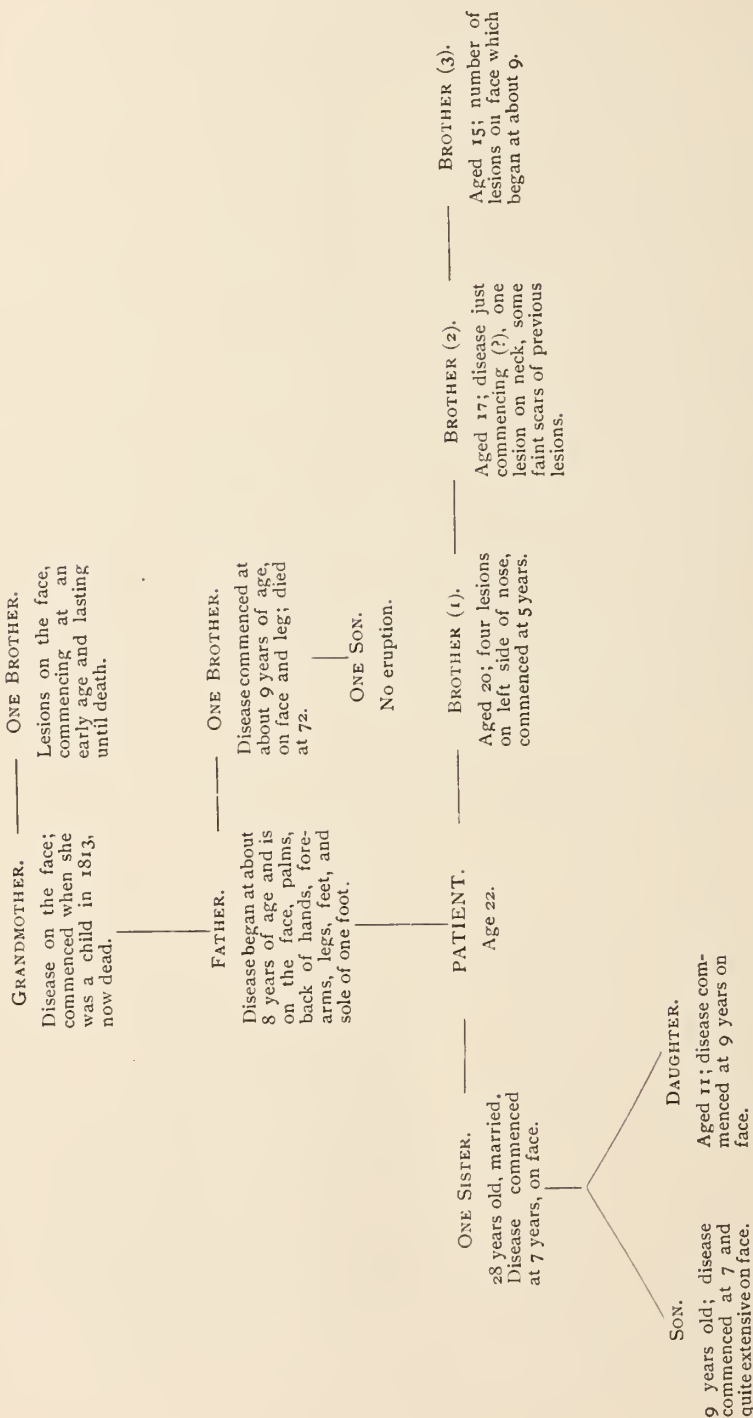 GRANDMOTHER.
Disease on the face;
commenced when she
was a child in 1813,
now dead.
ONE BROTHER.
Lesions on the face,
commencing at an
early age and lasting
until death.
FATHER.
Disease began at about
8 years of age and is
on the face, palms,
back of hands, fore-
arms, legs, feet, and
sole of one foot.
ONE BROTHER.
Disease commenced at
about 9 years of age,
on face and leg; died
at 72.
ONE SON.
No eruption.
ONE SISTER.
28 years old, married.
Disease commenced
at 7 years, on face.
PATIENT.
Age 22.
BROTHER (1).
Aged 20; four lesions
on left side of nose,
commenced at 5 years.
BROTHER (2).
Aged 17; disease just
commencing (?), one
lesion on neck, some
faint scars of previous
lesions.
BROTHER (3).
Aged 15; number of
lesions on face which
began at about 9.
SON.
9 years old; disease
commenced at 7 and
quite extensive on face.
DAUGHTER.
Aged 11; disease com-
menced at 9 years on
face.